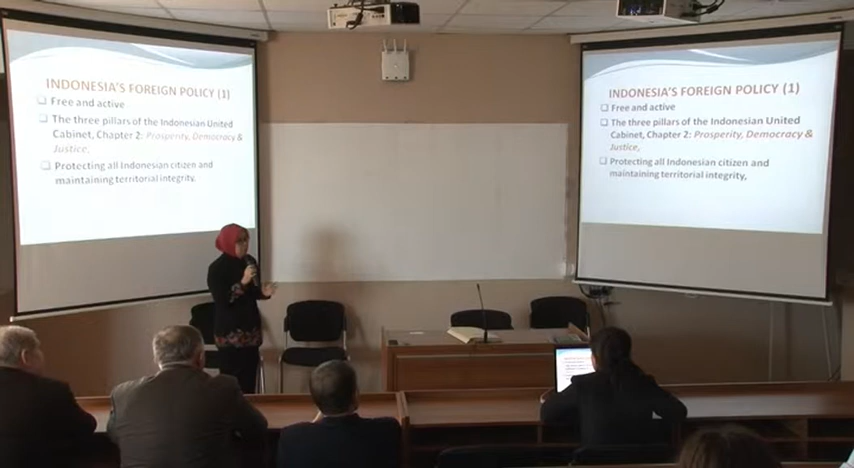 INDONESIA'S FOREIGN POLICY (1)
Free and active
The three pillars of the Indonesian United
Cabinet, Chapter 2: Prosperity, Democracy &
Justice,
Protecting all Indonesian citizen and
maintaining territorial integrity,
INDONESIA'S FOREIGN POLICY (1)
Free and active
The three pillars of the Indonesian United
Cabinet, Chapter 2: Prosperity, Democracy &
Justice,
Protecting all Indonesian citizen and
maintaining territorial integrity,